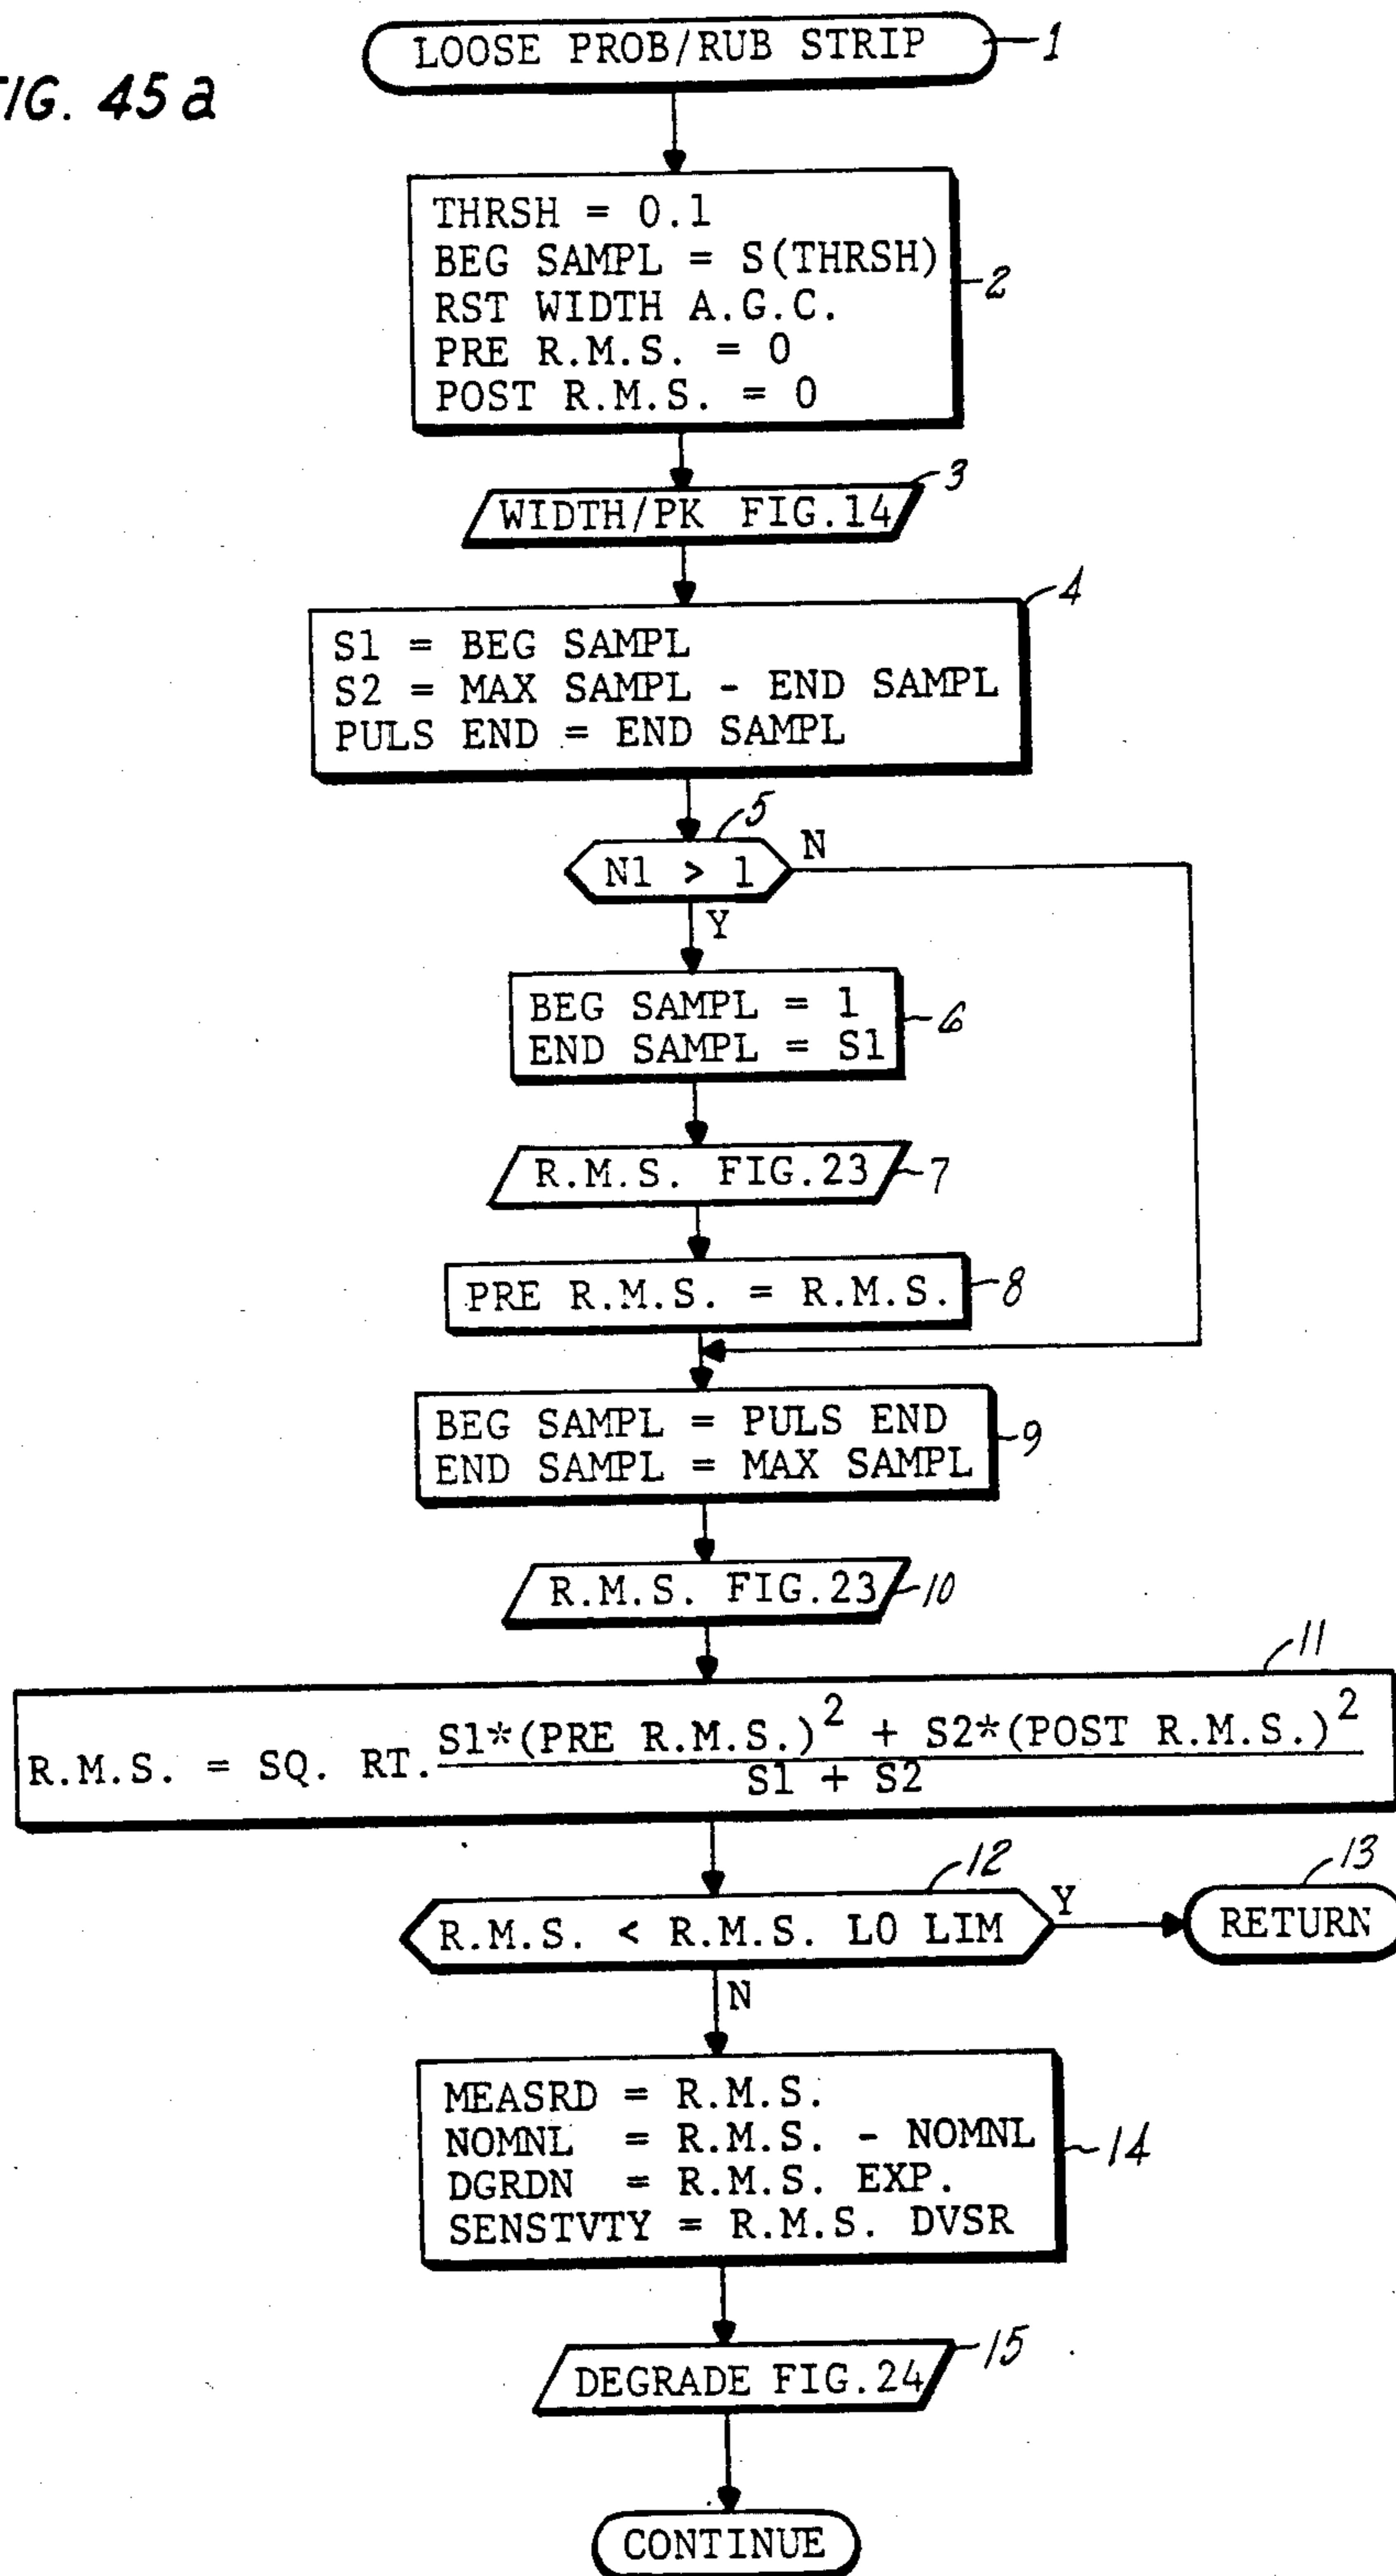 FIG. 45a
LOOSE PROB/RUB STRIP
1
THRSH = 0.1
BEG SAMPL = S(THRSH)
RST WIDTH A.G.C.
PRE R.M.S. = 0
POST R.M.S. = 0
2
WIDTH/PK FIG.14
3
S1 = BEG SAMPL
S2 = MAX SAMPL - END SAMPL
PULS END = END SAMPL
4
N1 > 1
5
N
Y
BEG SAMPL = 1
END SAMPL = S1
6
R.M.S. FIG.23
7
PRE R.M.S. = R.M.S.
8
BEG SAMPL = PULS END
END SAMPL = MAX SAMPL
9
R.M.S. FIG.23
10
11
R.M.S. = SQ. RT. S1*(PRE R.M.S.)2 + S2*(POST R.M.S.)2
S1 + S2
12
R.M.S. < R.M.S. LO LIM
Y
13
RETURN
N
MEASRD = R.M.S.
NOMNL = R.M.S. - NOMNL
DGRDN = R.M.S. EXP.
SENSTVTY = R.M.S. DVSR
14
DEGRADE FIG.24
15
CONTINUE